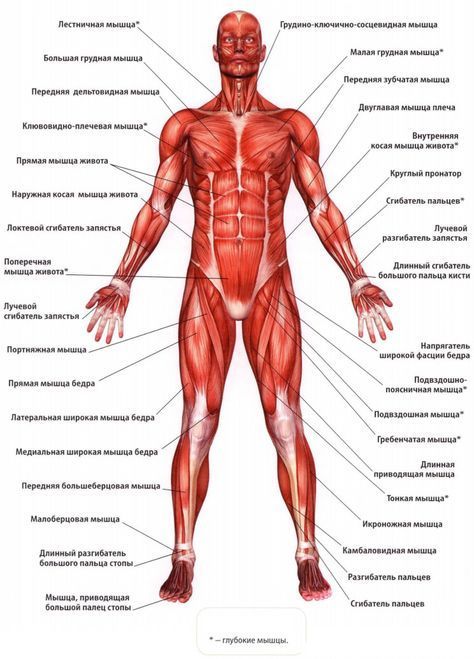 Лестничная мышца*
Большая грудная мышца
Передняя дельтовидная мышца
Клювовидно-плечевая мышца*
Прямая мышца живота
Наружная косая мышца живота
Локтевой сгибатель запястья
Поперечная
мышца живота*
Лучевой
сгибатель запястья
Портняжная мышца
Прямая мышца бедра
Латеральная широкая мышца бедра
Медиальная широкая мышца бедра
Передняя большеберцовая мышца
Малоберцовая мышца
Длинный разгибатель
большого пальца стопы
Мышца, приводящая
большой палец стопы
Грудино-ключично-сосцевидная мышца
Малая грудная мышца*
Передняя зубчатая мышца
Двуглавая мышца плеча
Внутренняя
косая мышца живота*
Круглый пронатор
Сгибатель пальцев*
Лучевой
разгибатель запястья
Длинный сгибатель
большого пальца кисти
Напрягатель
широкой фасции бедра
Подвздошно-
поясничная мышца*
Подвздошная мышца*
Гребенчатая мышца*
Длинная
приводящая мышца
Тонкая мышца*
Икроножная мышца
Камбаловидная мышца
Разгибатель пальцев
Сгибатель пальцев
* – глубокие мышцы.